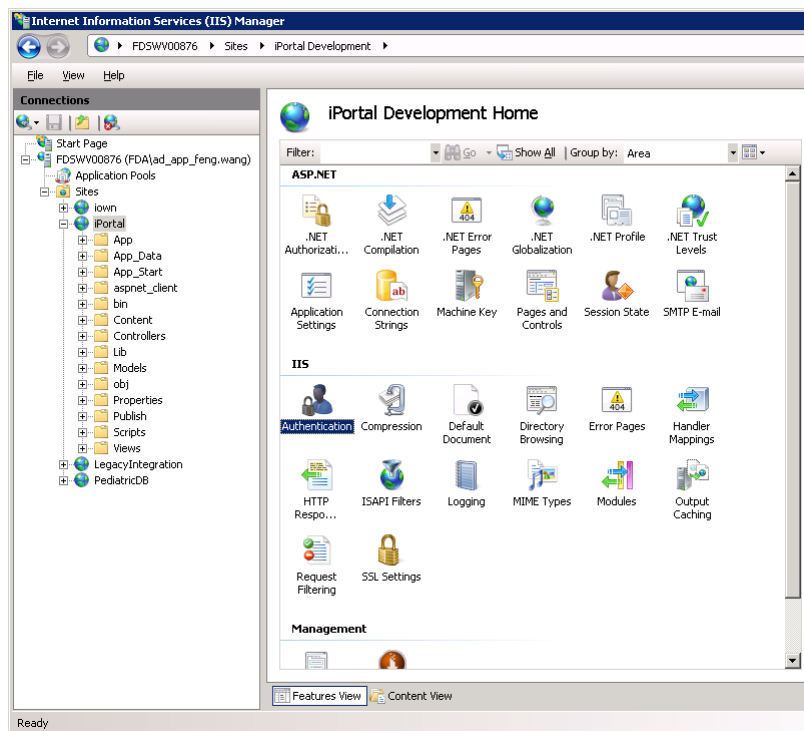 Internet Information Services (IIS) Manager
FDSWV00876 Sites iPortal Development
File View Help
Connections
Start Page
FDSWV00876 (FDA\ad_app_feng.wang)
Application Pools
Sites
iown
iPortal
App
App_Data
App_Start
aspnet_client
bin
Content
Controllers
Lib
Models
obj
Properties
Publish
Scripts
Views
LegacyIntegration
PediatricDB
iPortal Development Home
Filter: Go Show All Group by: Area
ASP.NET
.NET Authorizati...
.NET Compilation
.NET Error Pages
.NET Globalization
.NET Profile
.NET Trust Levels
Application Settings
Connection Strings
Machine Key
Pages and Controls
Session State
SMTP E-mail
IIS
Authentication
Compression
Default Document
Directory Browsing
Error Pages
Handler Mappings
HTTP Respo...
ISAPI Filters
Logging
MIME Types
Modules
Output Caching
Request Filtering
SSL Settings
Management
Features View Content View
Ready